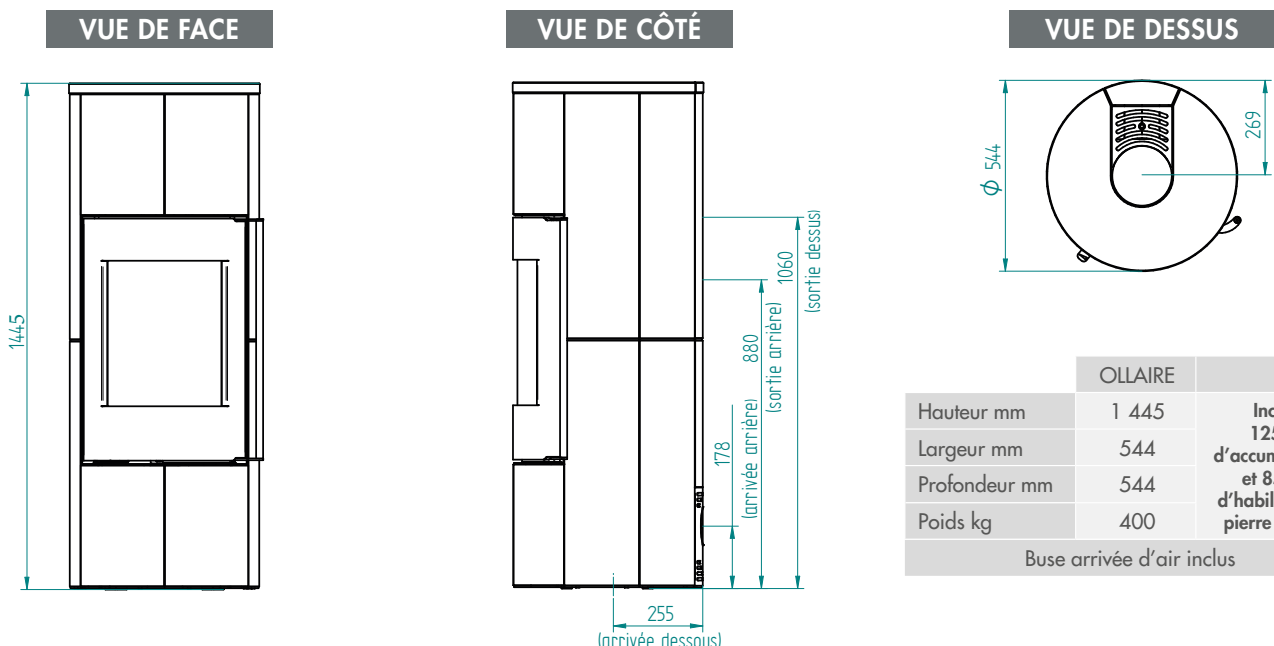 VUE DE FACE
VUE DE CÔTÉ
VUE DE DESSUS
1445
1060
(sortie dessus)
880
(sortie arrière)
178
(arrivée arrière)
255
(arrivée dessous)
ϕ 544
269
OLLAIRE
Hauteur mm 1 445
Largeur mm 544
Profondeur mm 544
Poids kg 400
et
pierre
Buse arrivée d'air inclus